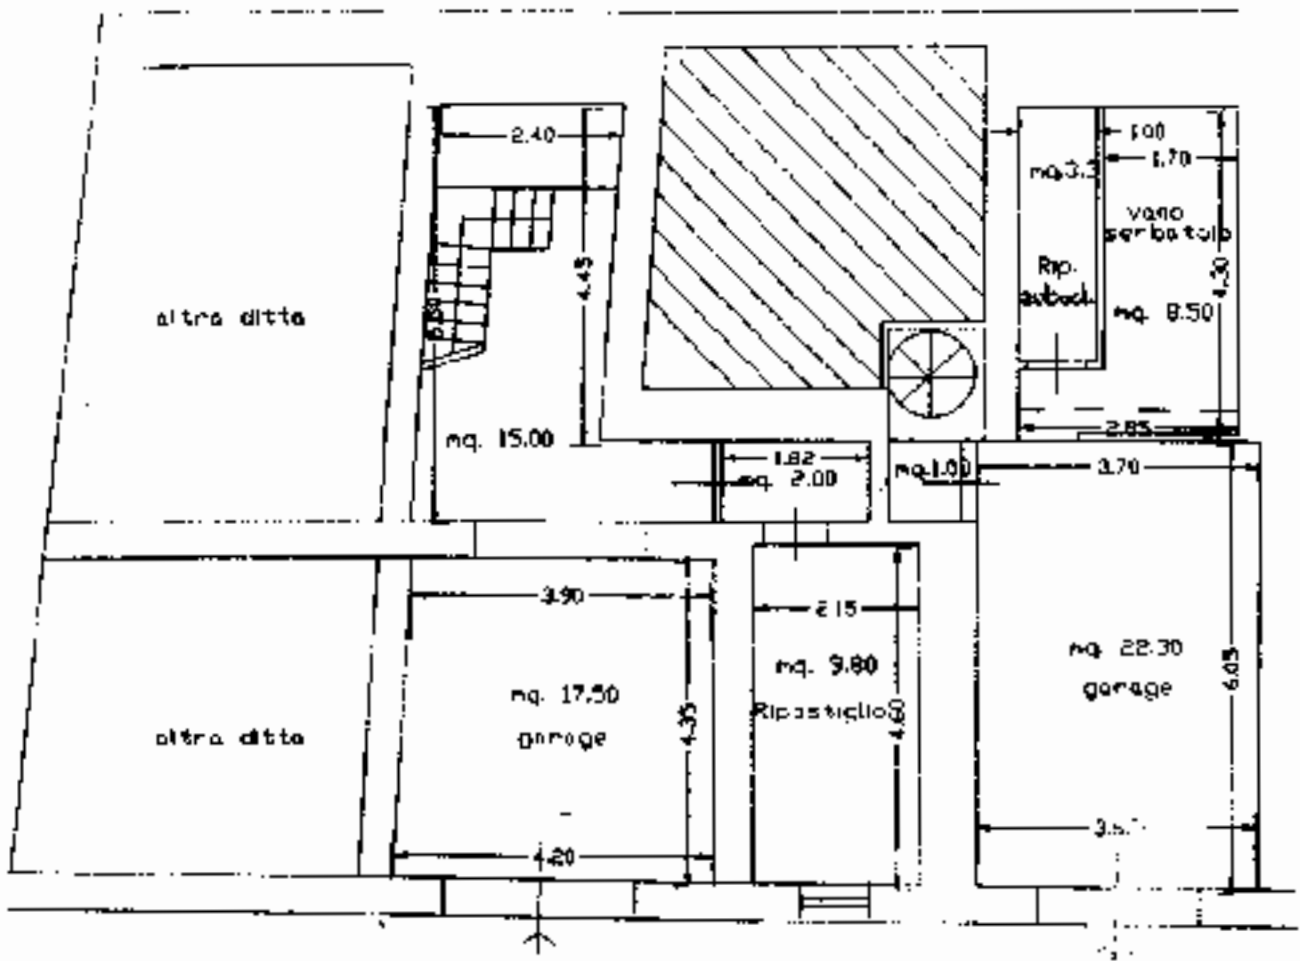 2.40
1.00
1.70
mq.3.3
vano
serbatoio
4.45
4.30
Rip.
altra ditta
mq. 8.50
2.85
mq. 15.00
1.82
mq. 2.00
mq.1.00
3.70
3.90
2.15
mq. 22.30
garage
mq. 9.80
Ripostiglio
6.05
mq. 17.50
garage
4.35
4.60
altra ditta
4.20